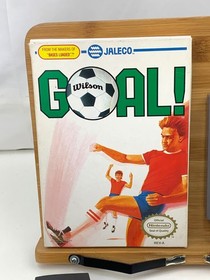 FROM THE MAKERS OF
"BASES LOADED"
JALECO
GOAL!
Wilson
Nintendo